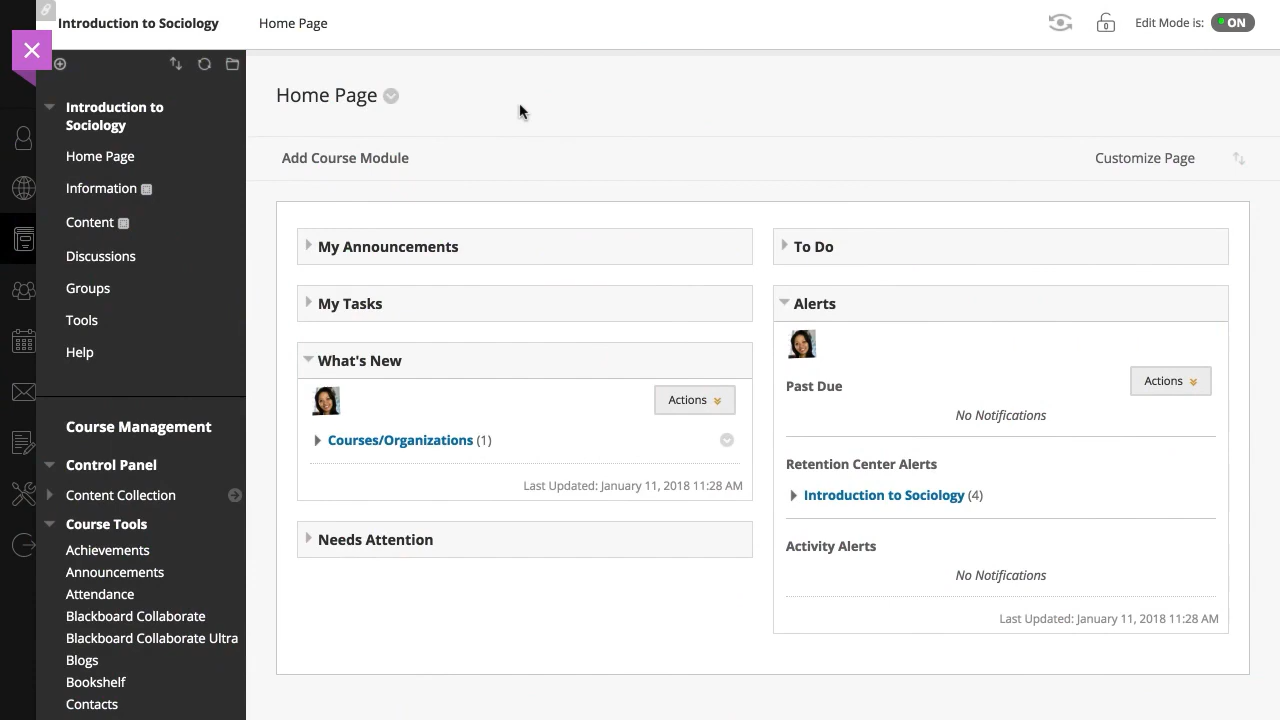 Introduction to Sociology
Home Page
Edit Mode is:
ON
Introduction to
Sociology
Home Page
Information
Content
Discussions
Groups
Tools
Help
Course Management
Control Panel
Content Collection
Course Tools
Achievements
Announcements
Attendance
Blackboard Collaborate
Blackboard Collaborate Ultra
Blogs
Bookshelf
Contacts
Home Page
Add Course Module
Customize Page
My Announcements
My Tasks
What's New
Actions
Courses/Organizations (1)
Last Updated: January 11, 2018 11:28 AM
Needs Attention
To Do
Alerts
Actions
Past Due
No Notifications
Retention Center Alerts
Introduction to Sociology (4)
Activity Alerts
No Notifications
Last Updated: January 11, 2018 11:28 AM